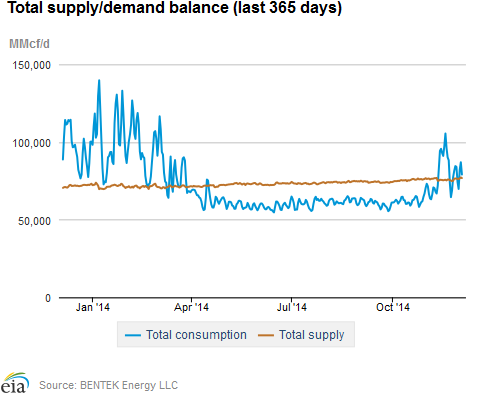 Total supply/demand balance (last 365 days)
MMcf/d
150,000
100,000
50,000
0
Jan '14 Apr '14 Jul '14 Oct '14
Total consumption Total supply
eia Source: BENTEK Energy LLC